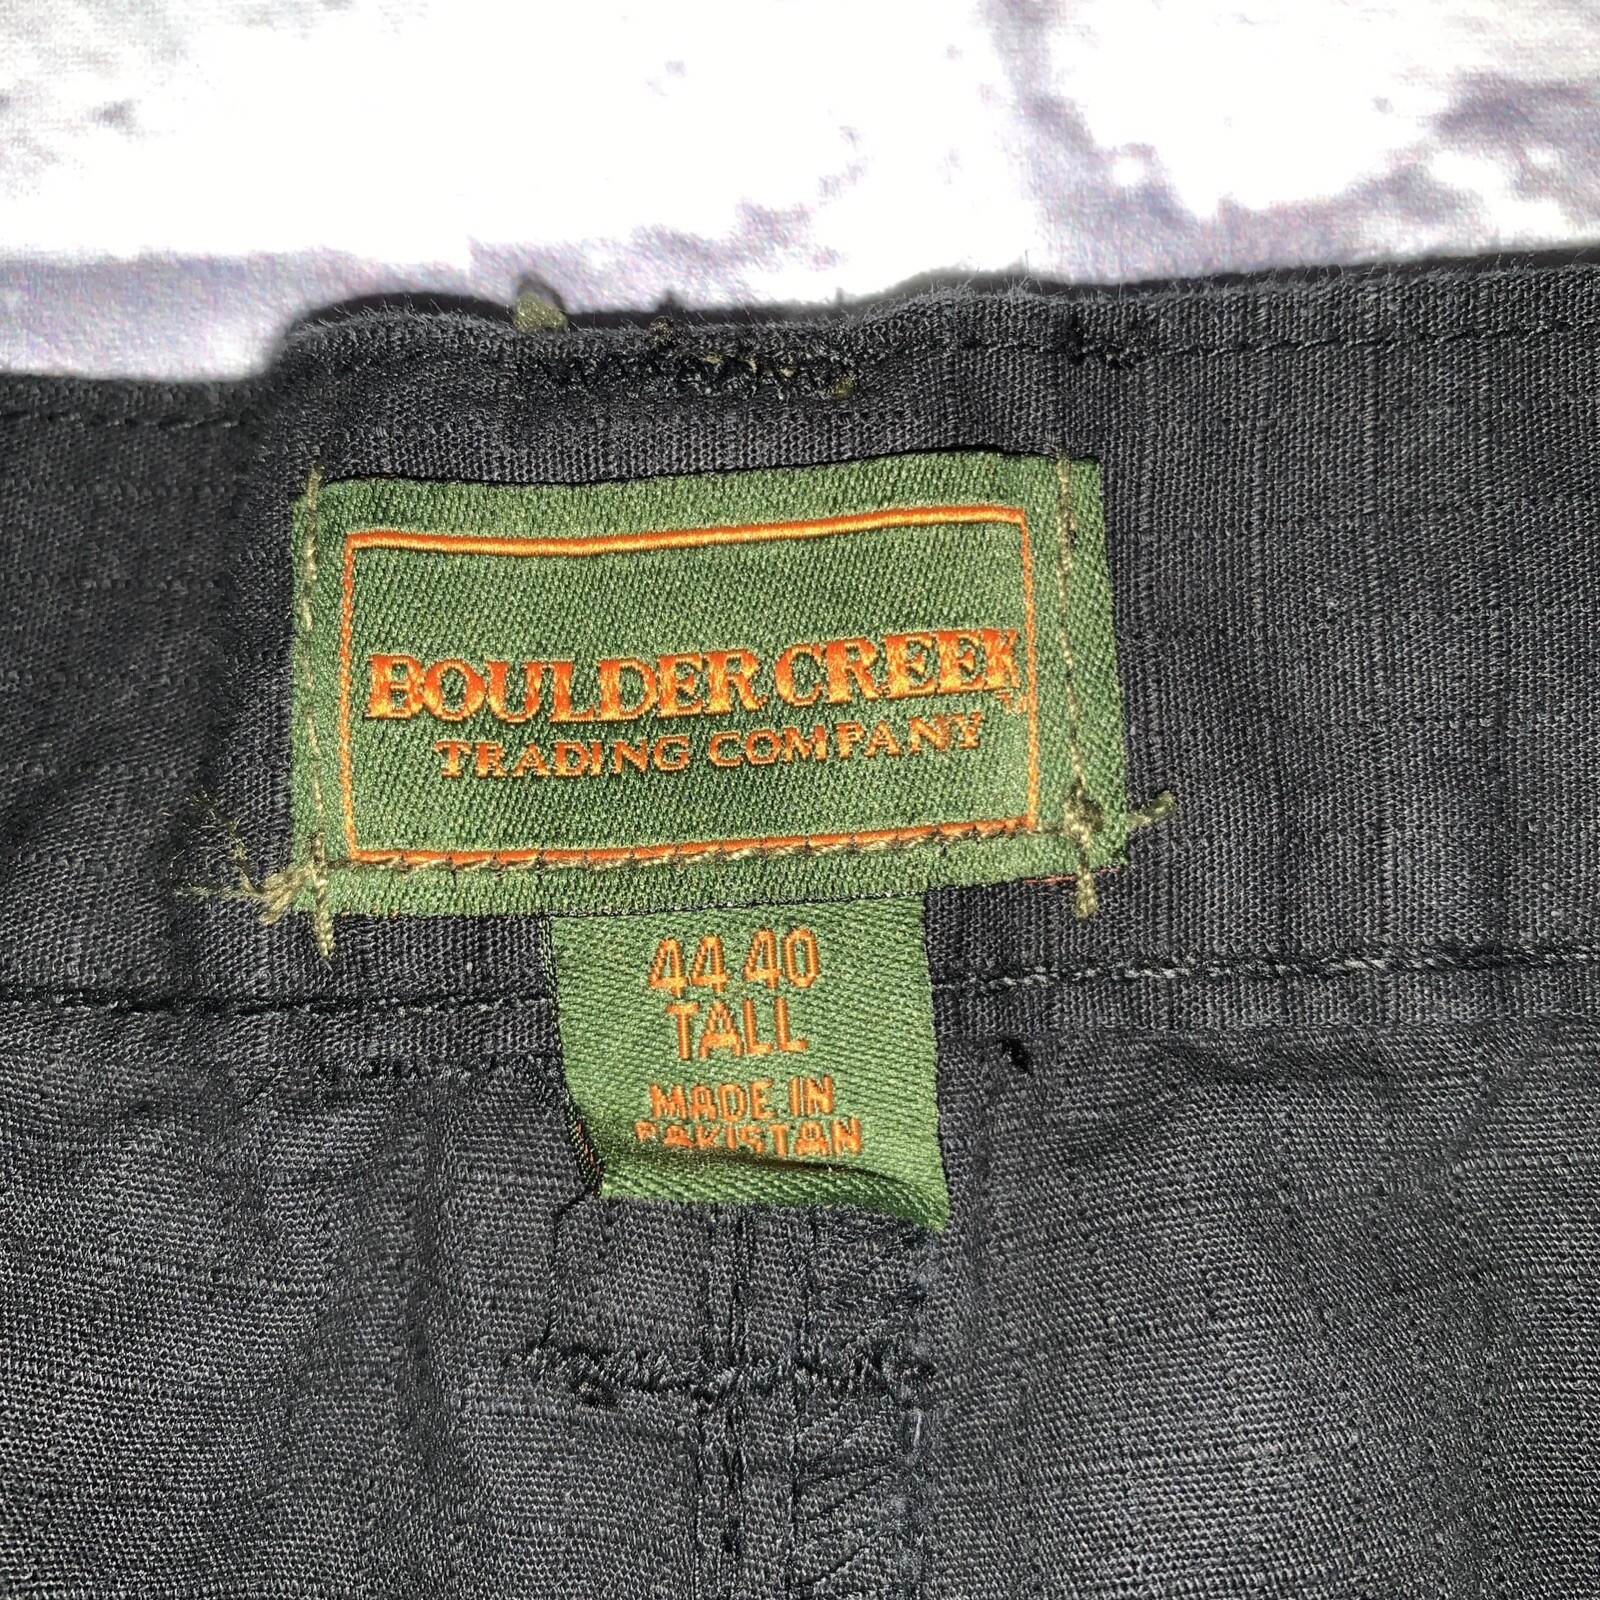 BOULDER CREEK
TRADING COMPANY
44 40
TALL
MADE IN
PAKISTAN